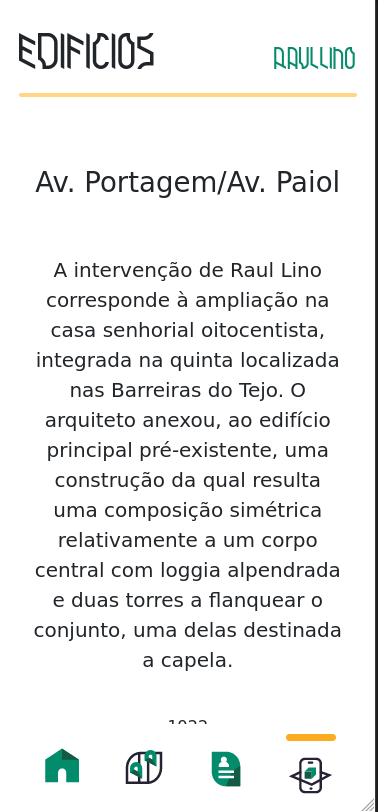 EDIFICIOS
RAULLINO
Av. Portagem/Av. Paiol
A intervenção de Raul Lino
corresponde à ampliação na
casa senhorial oitocentista,
integrada na quinta localizada
nas Barreiras do Tejo. O
arquiteto anexou, ao edifício
principal pré-existente, uma
construção da qual resulta
uma composição simétrica
relativamente a um corpo
central com loggia alpendrada
e duas torres a flanquear o
conjunto, uma delas destinada
a capela.